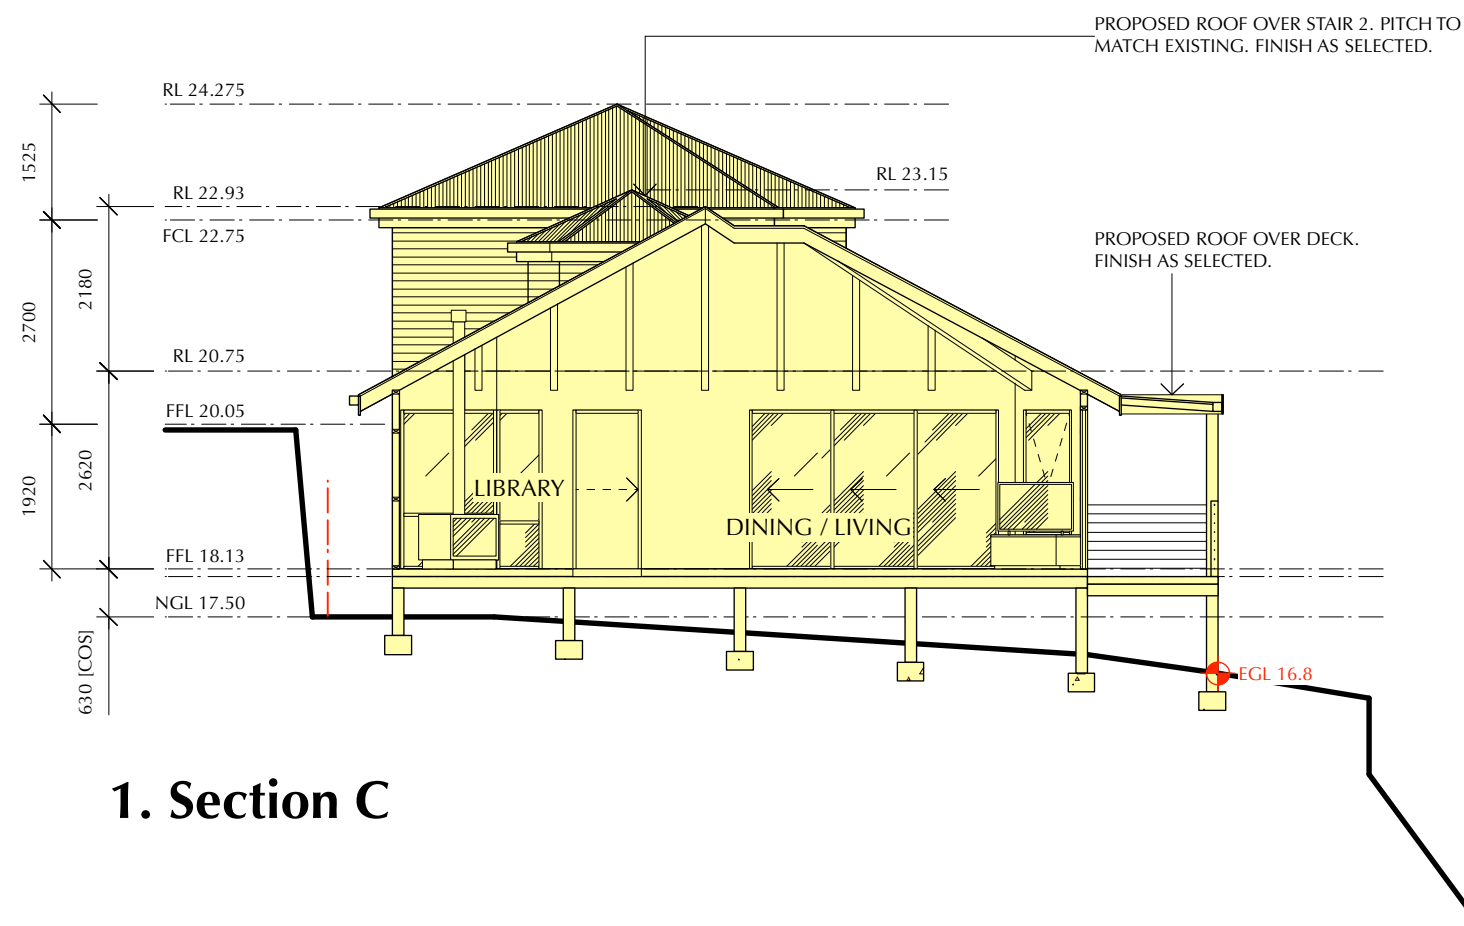 PROPOSED ROOF OVER STAIR 2. PITCH TO
MATCH EXISTING. FINISH AS SELECTED.
RL 24.275
1525
RL 23.15
RL 22.93
FCL 22.75
PROPOSED ROOF OVER DECK.
FINISH AS SELECTED.
2180
2700
RL 20.75
FFL 20.05
2620
1920
LIBRARY
DINING / LIVING
FFL 18.13
NGL 17.50
630 [COS]
EGL 16.8
1. Section C